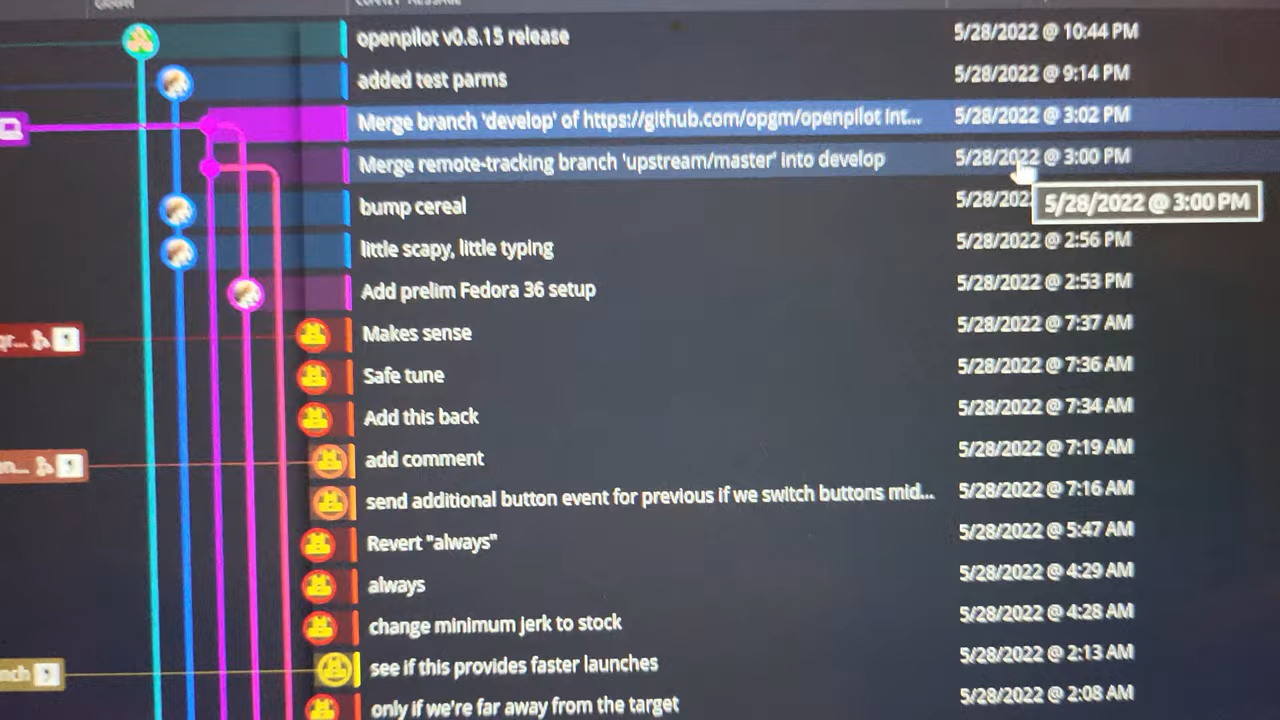 openpilot v0.8.15 release 5/28/2022 @ 10:44 PM
added test parms 5/28/2022 @ 9:14 PM
Merge branch 'develop' of https://github.com/opgm/openpilot int... 5/28/2022 @ 3:02 PM
Merge remote-tracking branch 'upstream/master' into develop 5/28/2022 @ 3:00 PM
bump cereal 5/28/202
5/28/2022 @ 3:00 PM
little scapy, little typing 5/28/2022 @ 2:56 PM
Add prelim Fedora 36 setup 5/28/2022 @ 2:53 PM
Makes sense 5/28/2022 @ 7:37 AM
Safe tune 5/28/2022 @ 7:36 AM
Add this back 5/28/2022 @ 7:34 AM
add comment 5/28/2022 @ 7:19 AM
send additional button event for previous if we switch buttons mid... 5/28/2022 @ 7:16 AM
Revert "always" 5/28/2022 @ 5:47 AM
always 5/28/2022 @ 4:29 AM
change minimum jerk to stock 5/28/2022 @ 4:28 AM
see if this provides faster launches 5/28/2022 @ 2:13 AM
only if we're far away from the target 5/28/2022 @ 2:08 AM